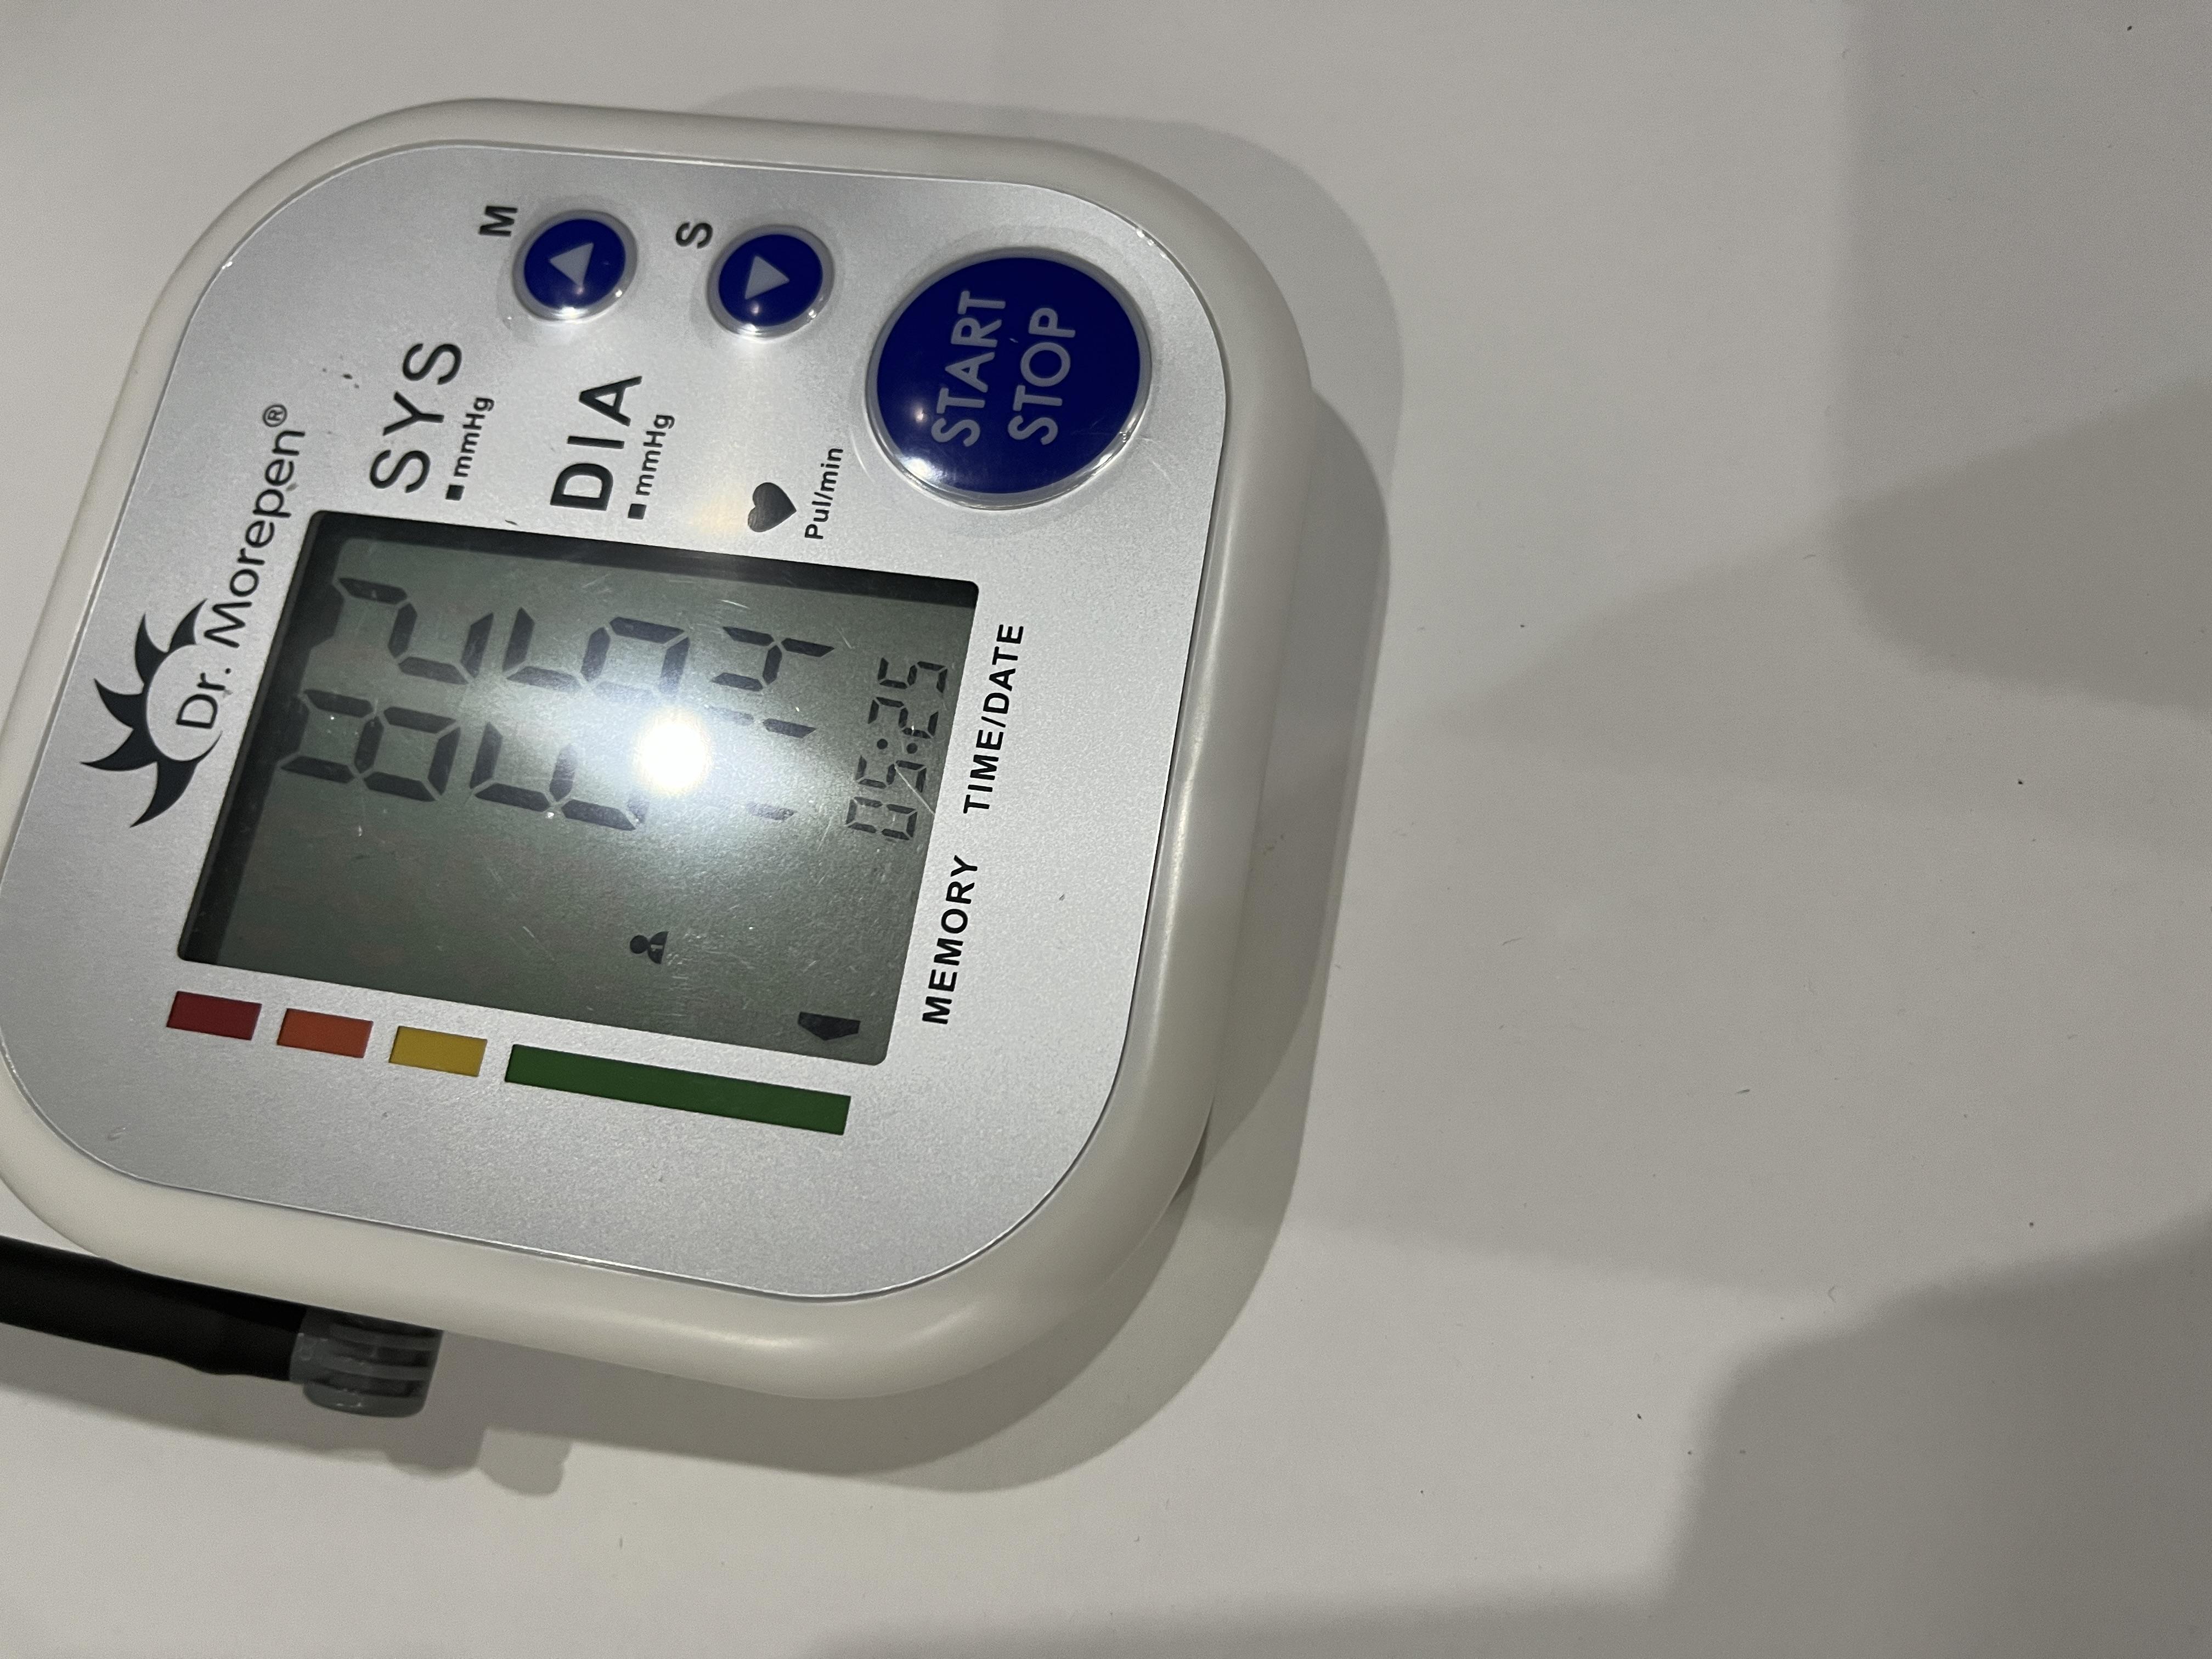 Dr. Morepen®
SYS
mmHg
M
DIA
mmHg
S
Pul/min
START
STOP
05:25
MEMORY TIME/DATE